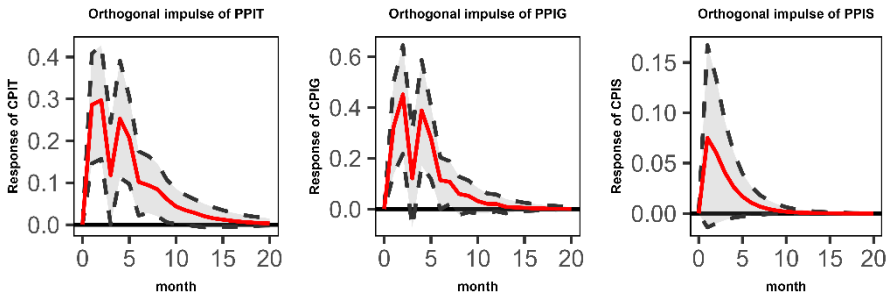 Orthogonal impulse of PPIT
Response of CPIT
0.4
0.3
0.2
0.1
0.0
0 5 10 15 20
month
Orthogonal impulse of PPIG
Response of CPIG
0.6
0.4
0.2
0.0
0 5 10 15 20
month
Orthogonal impulse of PPIS
Response of CPIS
0.15
0.10
0.05
0.00
0 5 10 15 20
month